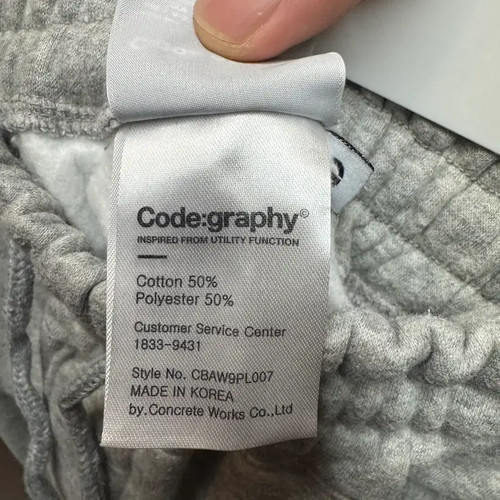 Code:graphy©
INSPIRED FROM UTILITY FUNCTION
Cotton 50%
Polyester 50%
Customer Service Center
1833-9431
Style No. CBAW9PL007
MADE IN KOREA
by.Concrete Works Co.,Ltd